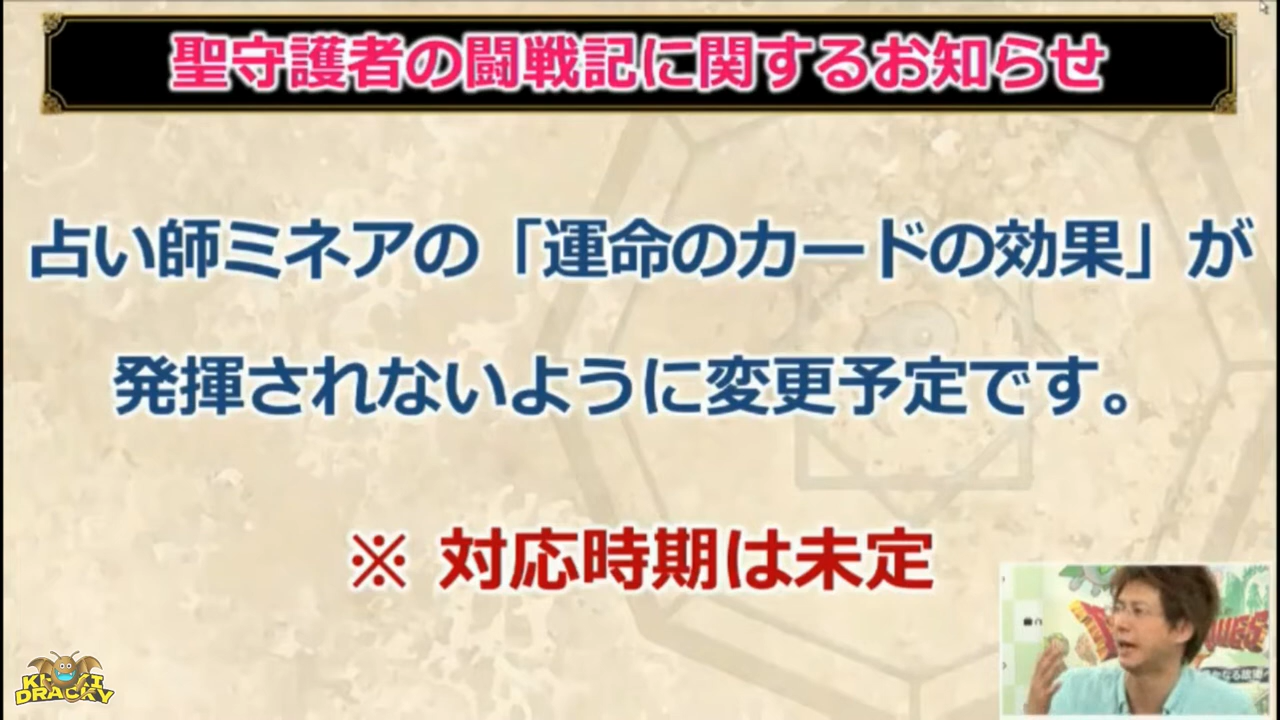 聖守護者の闘戦記に関するお知らせ
占い師ミネアの「運命のカードの効果」が
発揮されないように変更予定です。
※ 対応時期は未定
DRACKY